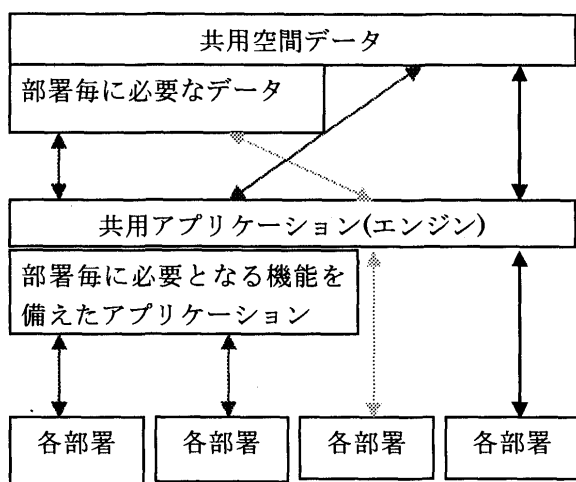 共用空間データ
部署毎に必要なデータ
共用アプリケーション(エンジン)
部署毎に必要となる機能を
備えたアプリケーション
各部署
各部署
各部署
各部署